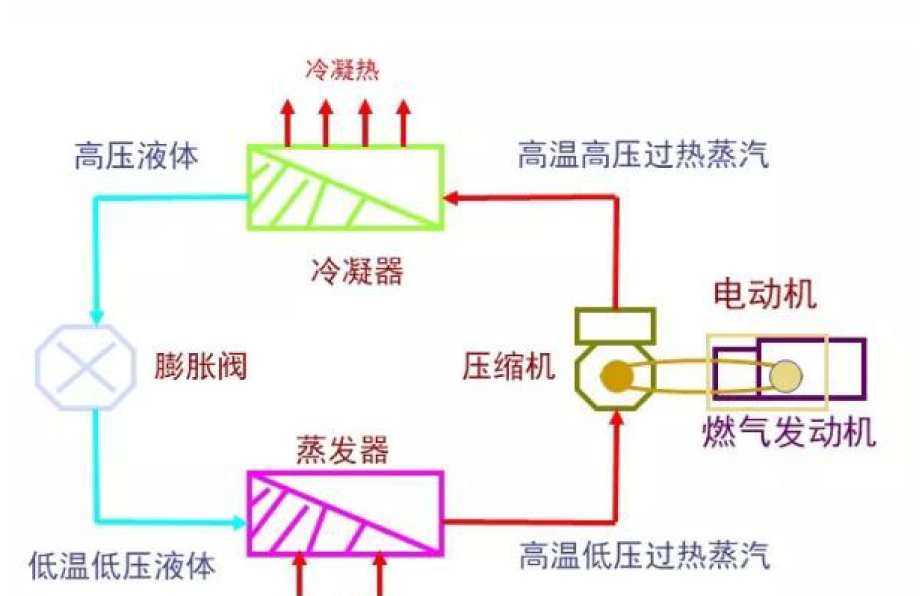 冷凝热
高压液体
高温高压过热蒸汽
冷凝器
电动机
膨胀阀
压缩机
燃气发动机
蒸发器
低温低压液体
高温低压过热蒸汽